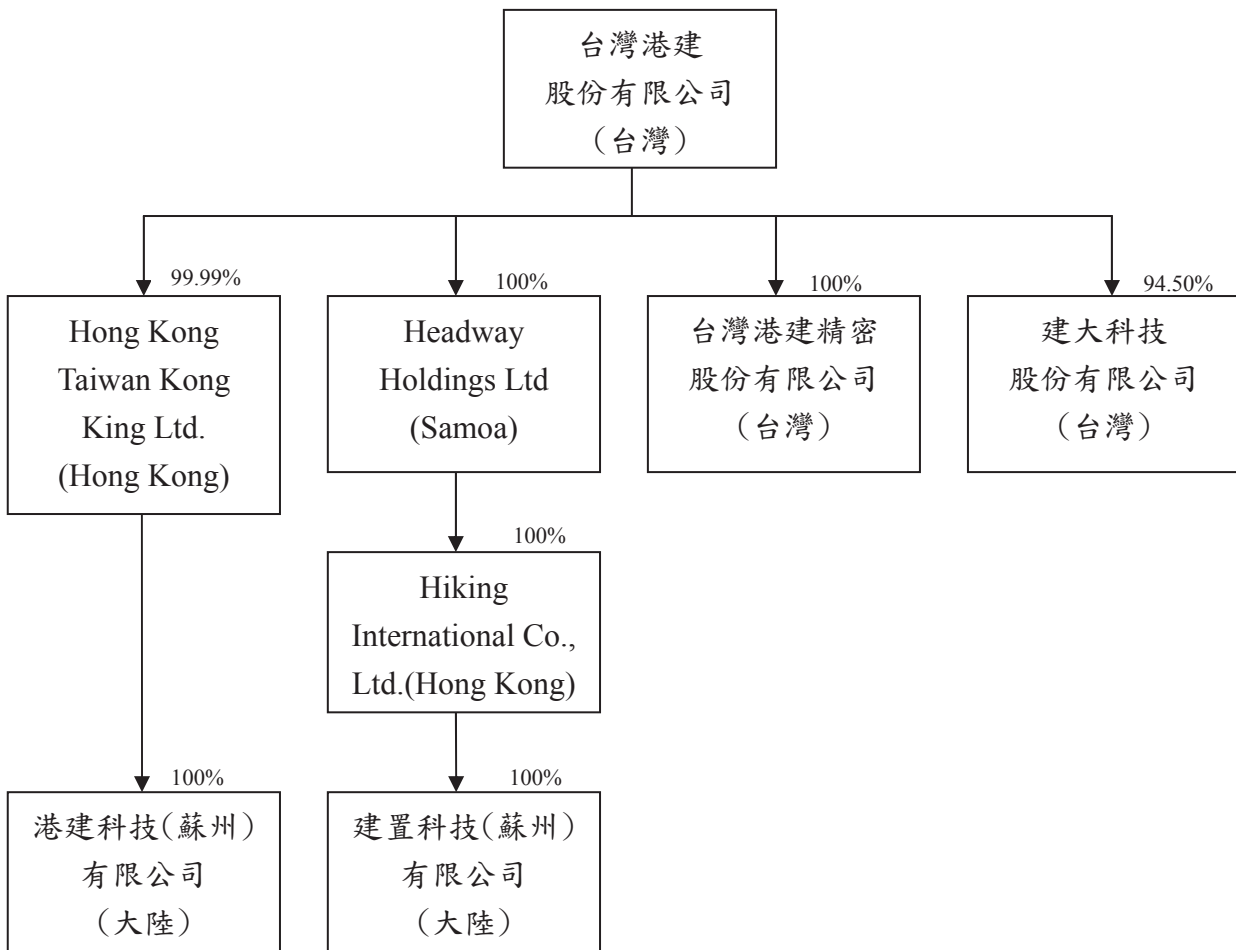 台灣港建
股份有限公司
（台灣）
99.99%
Hong Kong
Taiwan Kong
King Ltd.
(Hong Kong)
100%
Headway
Holdings Ltd
(Samoa)
100%
台灣港建精密
股份有限公司
（台灣）
94.50%
建大科技
股份有限公司
（台灣）
100%
Hiking
International Co.,
Ltd.(Hong Kong)
100%
港建科技(蘇州)
有限公司
（大陸）
100%
建置科技(蘇州)
有限公司
（大陸）